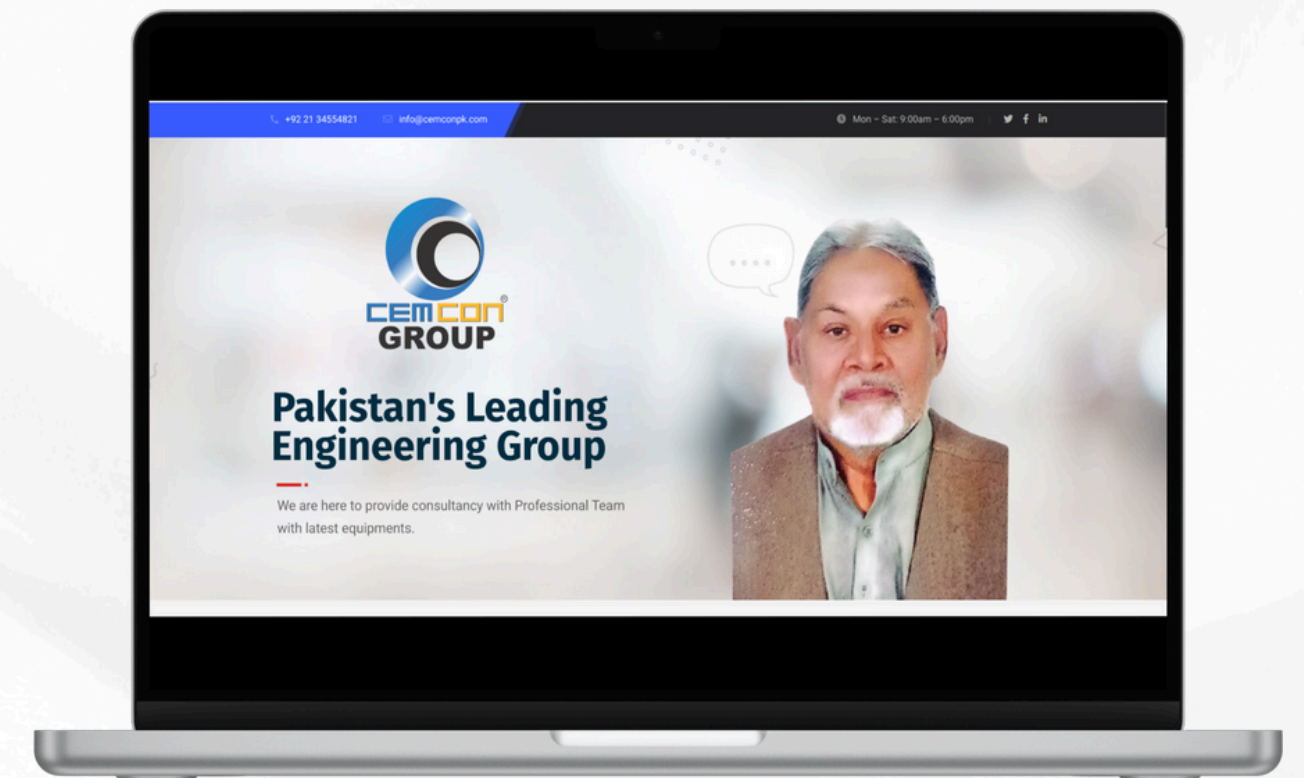 +92 21 34554821 info@cemconpk.com Mon – Sat: 9:00am – 6:00pm
CEMCON®
GROUP
Pakistan's Leading
Engineering Group
We are here to provide consultancy with Professional Team
with latest equipments.